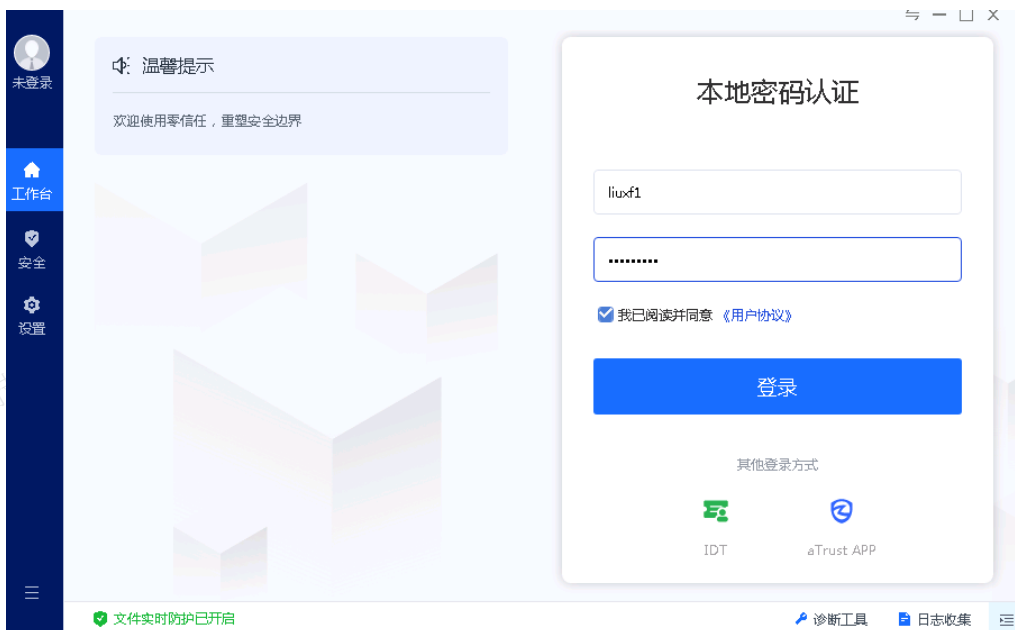 未登录
工作台
安全
设置
温馨提示
欢迎使用零信任，重塑安全边界
本地密码认证
liuxf1
•••••••••
我已阅读并同意 《用户协议》
登录
其他登录方式
IDT
aTrust APP
文件实时防护已开启
诊断工具
日志收集